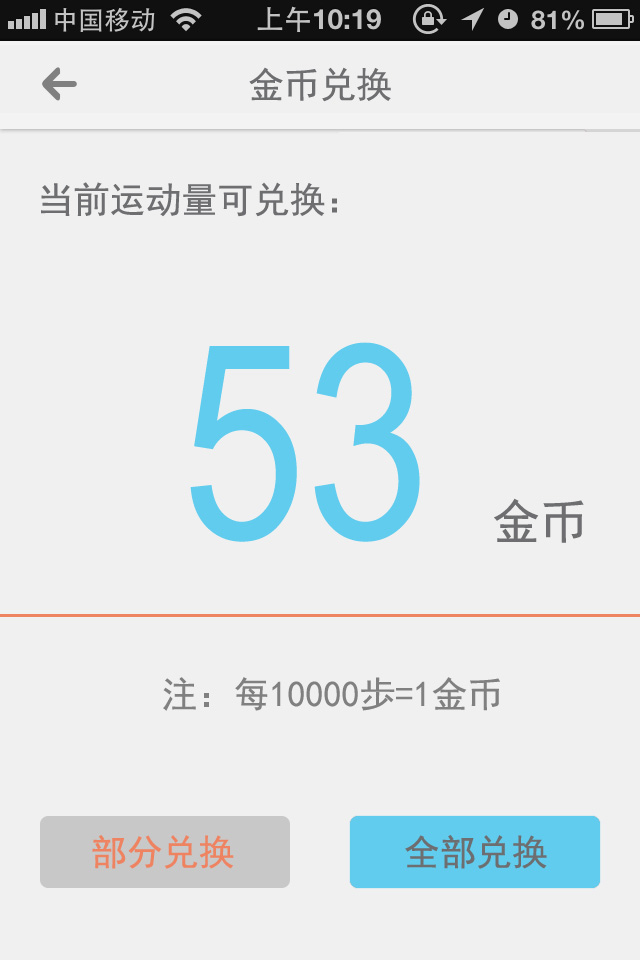 中国移动 上午10:19 81%
金币兑换
当前运动量可兑换：
53 金币
注：每10000歩=1金币
部分兑换 全部兑换